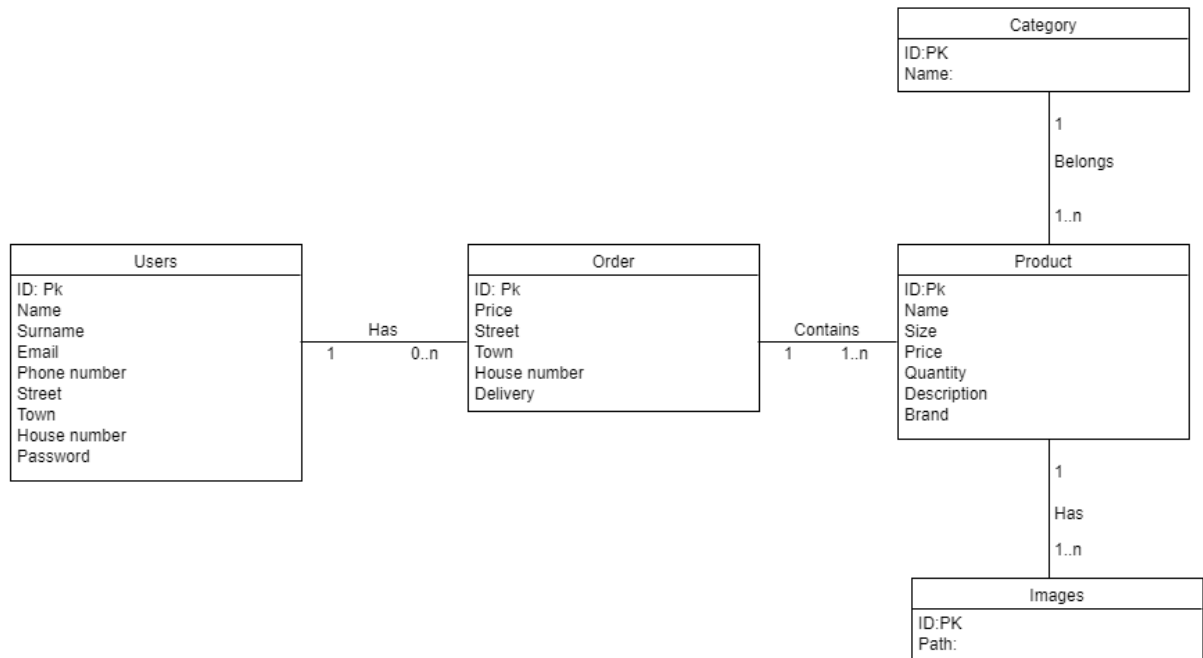 Category
ID:PK
Name:
1
Belongs
1..n
Users
ID: Pk
Name
Surname
Email
Phone number
Street
Town
House number
Password
Has
1
0..n
Order
ID: Pk
Price
Street
Town
House number
Delivery
Contains
1
1..n
Product
ID:Pk
Name
Size
Price
Quantity
Description
Brand
1
Has
1..n
Images
ID:PK
Path: